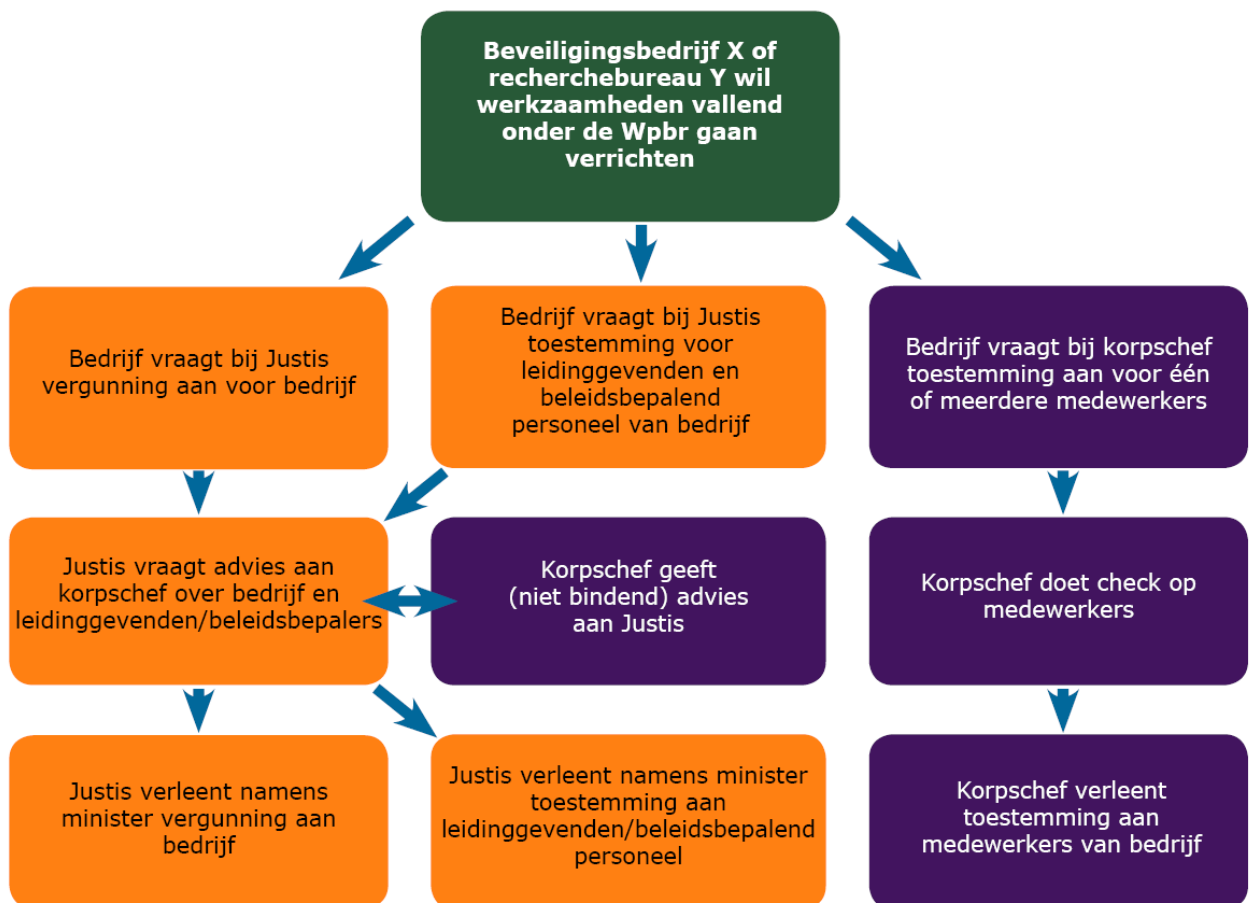 Beveiligingsbedrijf X of
recherchebureau Y wil
werkzaamheden vallend
onder de Wpbr gaan
verrichten
Bedrijf vraagt bij Justis
vergunning aan voor bedrijf
Bedrijf vraagt bij Justis
toestemming voor
leidinggevenden en
beleidsbepalend
personeel van bedrijf
Bedrijf vraagt bij korpschef
toestemming aan voor één
of meerdere medewerkers
Justis vraagt advies aan
korpschef over bedrijf en
leidinggevenden/beleidsbepalers
Korpschef geeft
(niet bindend) advies
aan Justis
Korpschef doet check op
medewerkers
Justis verleent namens
minister vergunning aan
bedrijf
Justis verleent namens minister
toestemming aan
leidinggevenden/beleidsbepalend
personeel
Korpschef verleent
toestemming aan
medewerkers van bedrijf